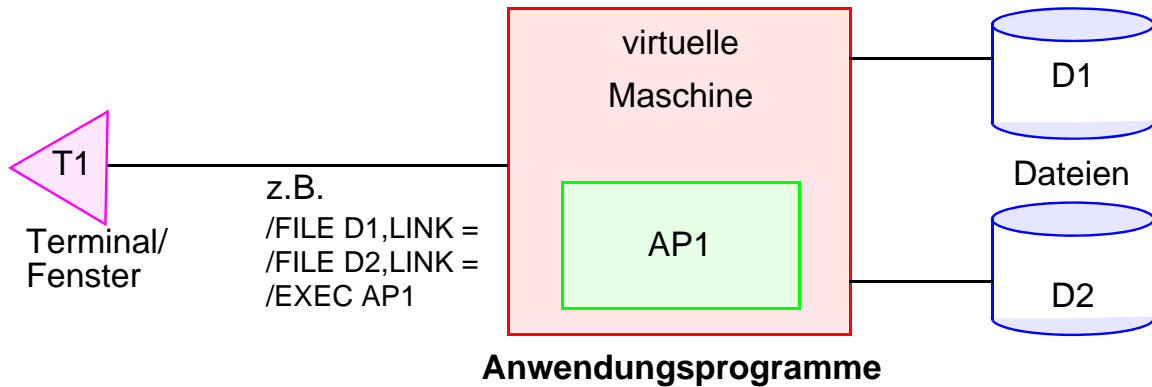 virtuelle
Maschine
D1
T1
Dateien
z.B.
/FILE D1,LINK =
/FILE D2,LINK =
/EXEC AP1
Terminal/
Fenster
AP1
D2
Anwendungsprogramme